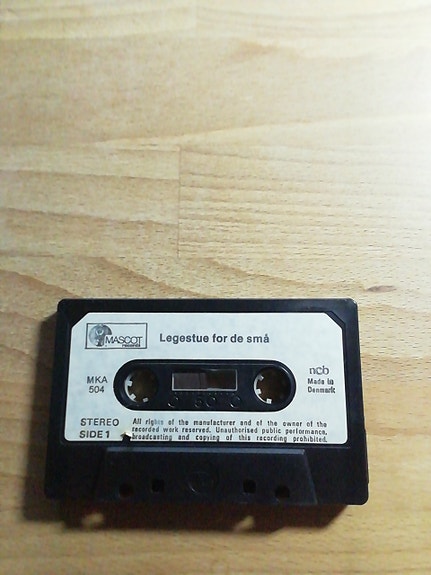 MASCOT
records
Legestue for de små
MKA
504
ncb
Made in
Denmark
STEREO
SIDE 1
All rights of the manufacturer and of the owner of the
recorded work reserved. Unauthorised public performance,
broadcasting and copying of this recording prohibited.